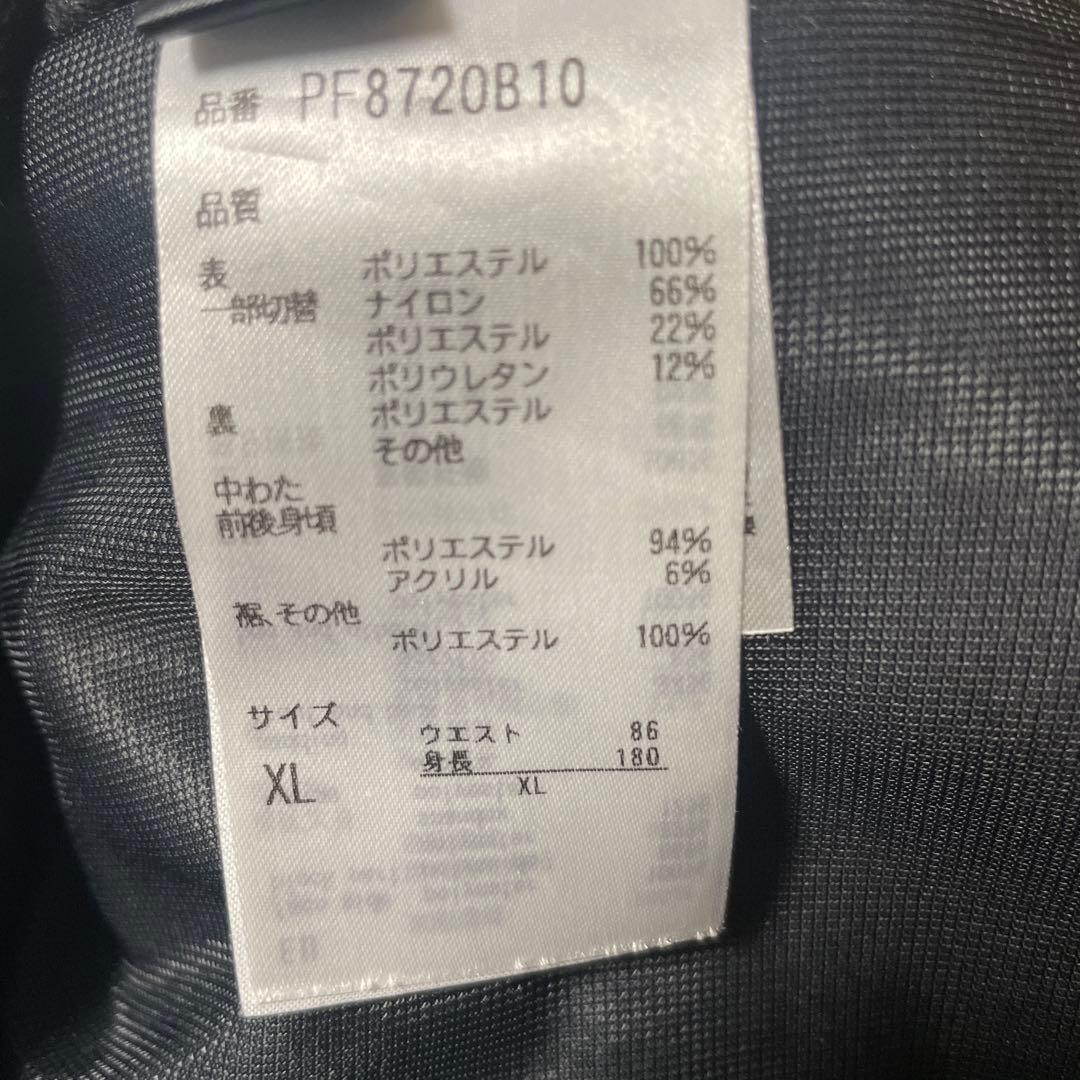 品番 PF8720B10
品質
表 ポリエステル 100%
一部切替 ナイロン 66%
ポリエステル 22%
ポリウレタン 12%
裏 ポリエステル
その他
中わた
前後身頃
ポリエステル 94%
アクリル 6%
裾、その他
ポリエステル 100%
サイズ
XL
ウエスト 86
身長 180
XL